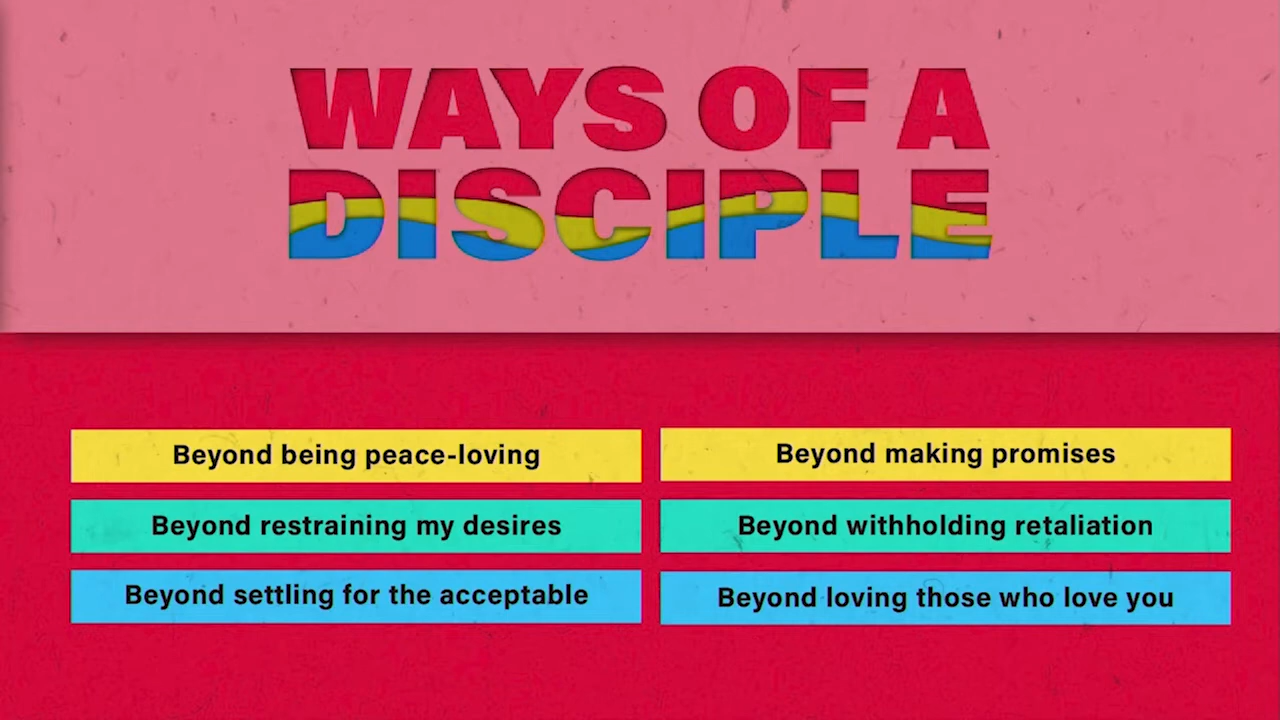 WAYS OF A
DISCIPLE
Beyond being peace-loving
Beyond restraining my desires
Beyond settling for the acceptable
Beyond making promises
Beyond withholding retaliation
Beyond loving those who love you